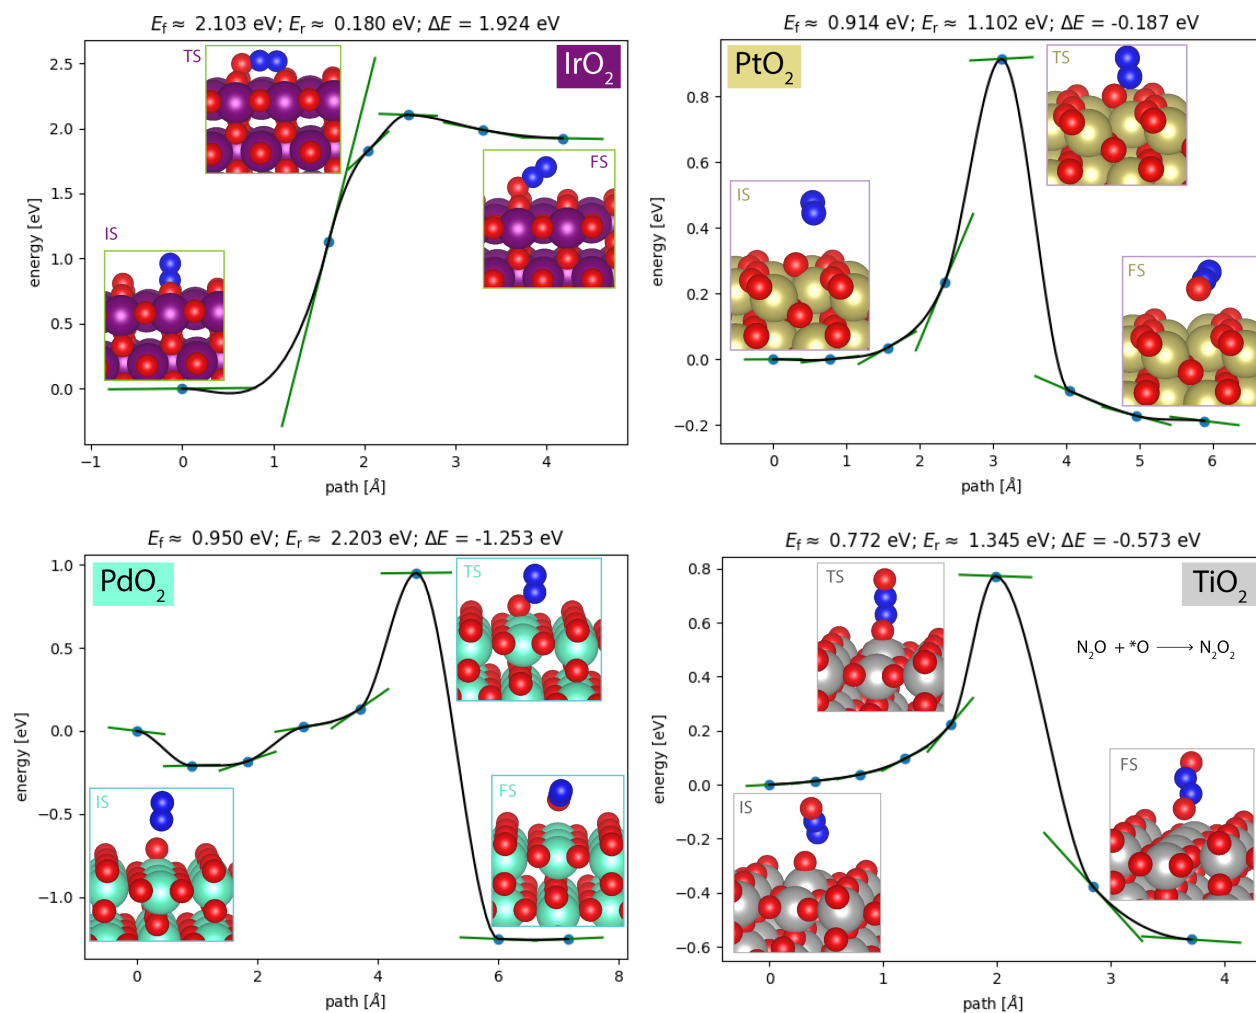 E_f ≈ 2.103 eV; E_r ≈ 0.180 eV; ΔE = 1.924 eV
IrO₂
TS
FS
IS
2.5
2.0
1.5
1.0
0.5
0.0
energy [eV]
−1 0 1 2 3 4
path [Å]
E_f ≈ 0.914 eV; E_r ≈ 1.102 eV; ΔE = -0.187 eV
PtO₂
TS
IS
FS
0.8
0.6
0.4
0.2
0.0
−0.2
energy [eV]
0 1 2 3 4 5 6
path [Å]
E_f ≈ 0.950 eV; E_r ≈ 2.203 eV; ΔE = -1.253 eV
PdO₂
TS
IS
FS
1.0
0.5
0.0
−0.5
−1.0
energy [eV]
0 2 4 6 8
path [Å]
E_f ≈ 0.772 eV; E_r ≈ 1.345 eV; ΔE = -0.573 eV
TiO₂
TS
N₂O + *O ⟶ N₂O₂
FS
IS
0.8
0.6
0.4
0.2
0.0
−0.2
−0.4
−0.6
energy [eV]
0 1 2 3 4
path [Å]